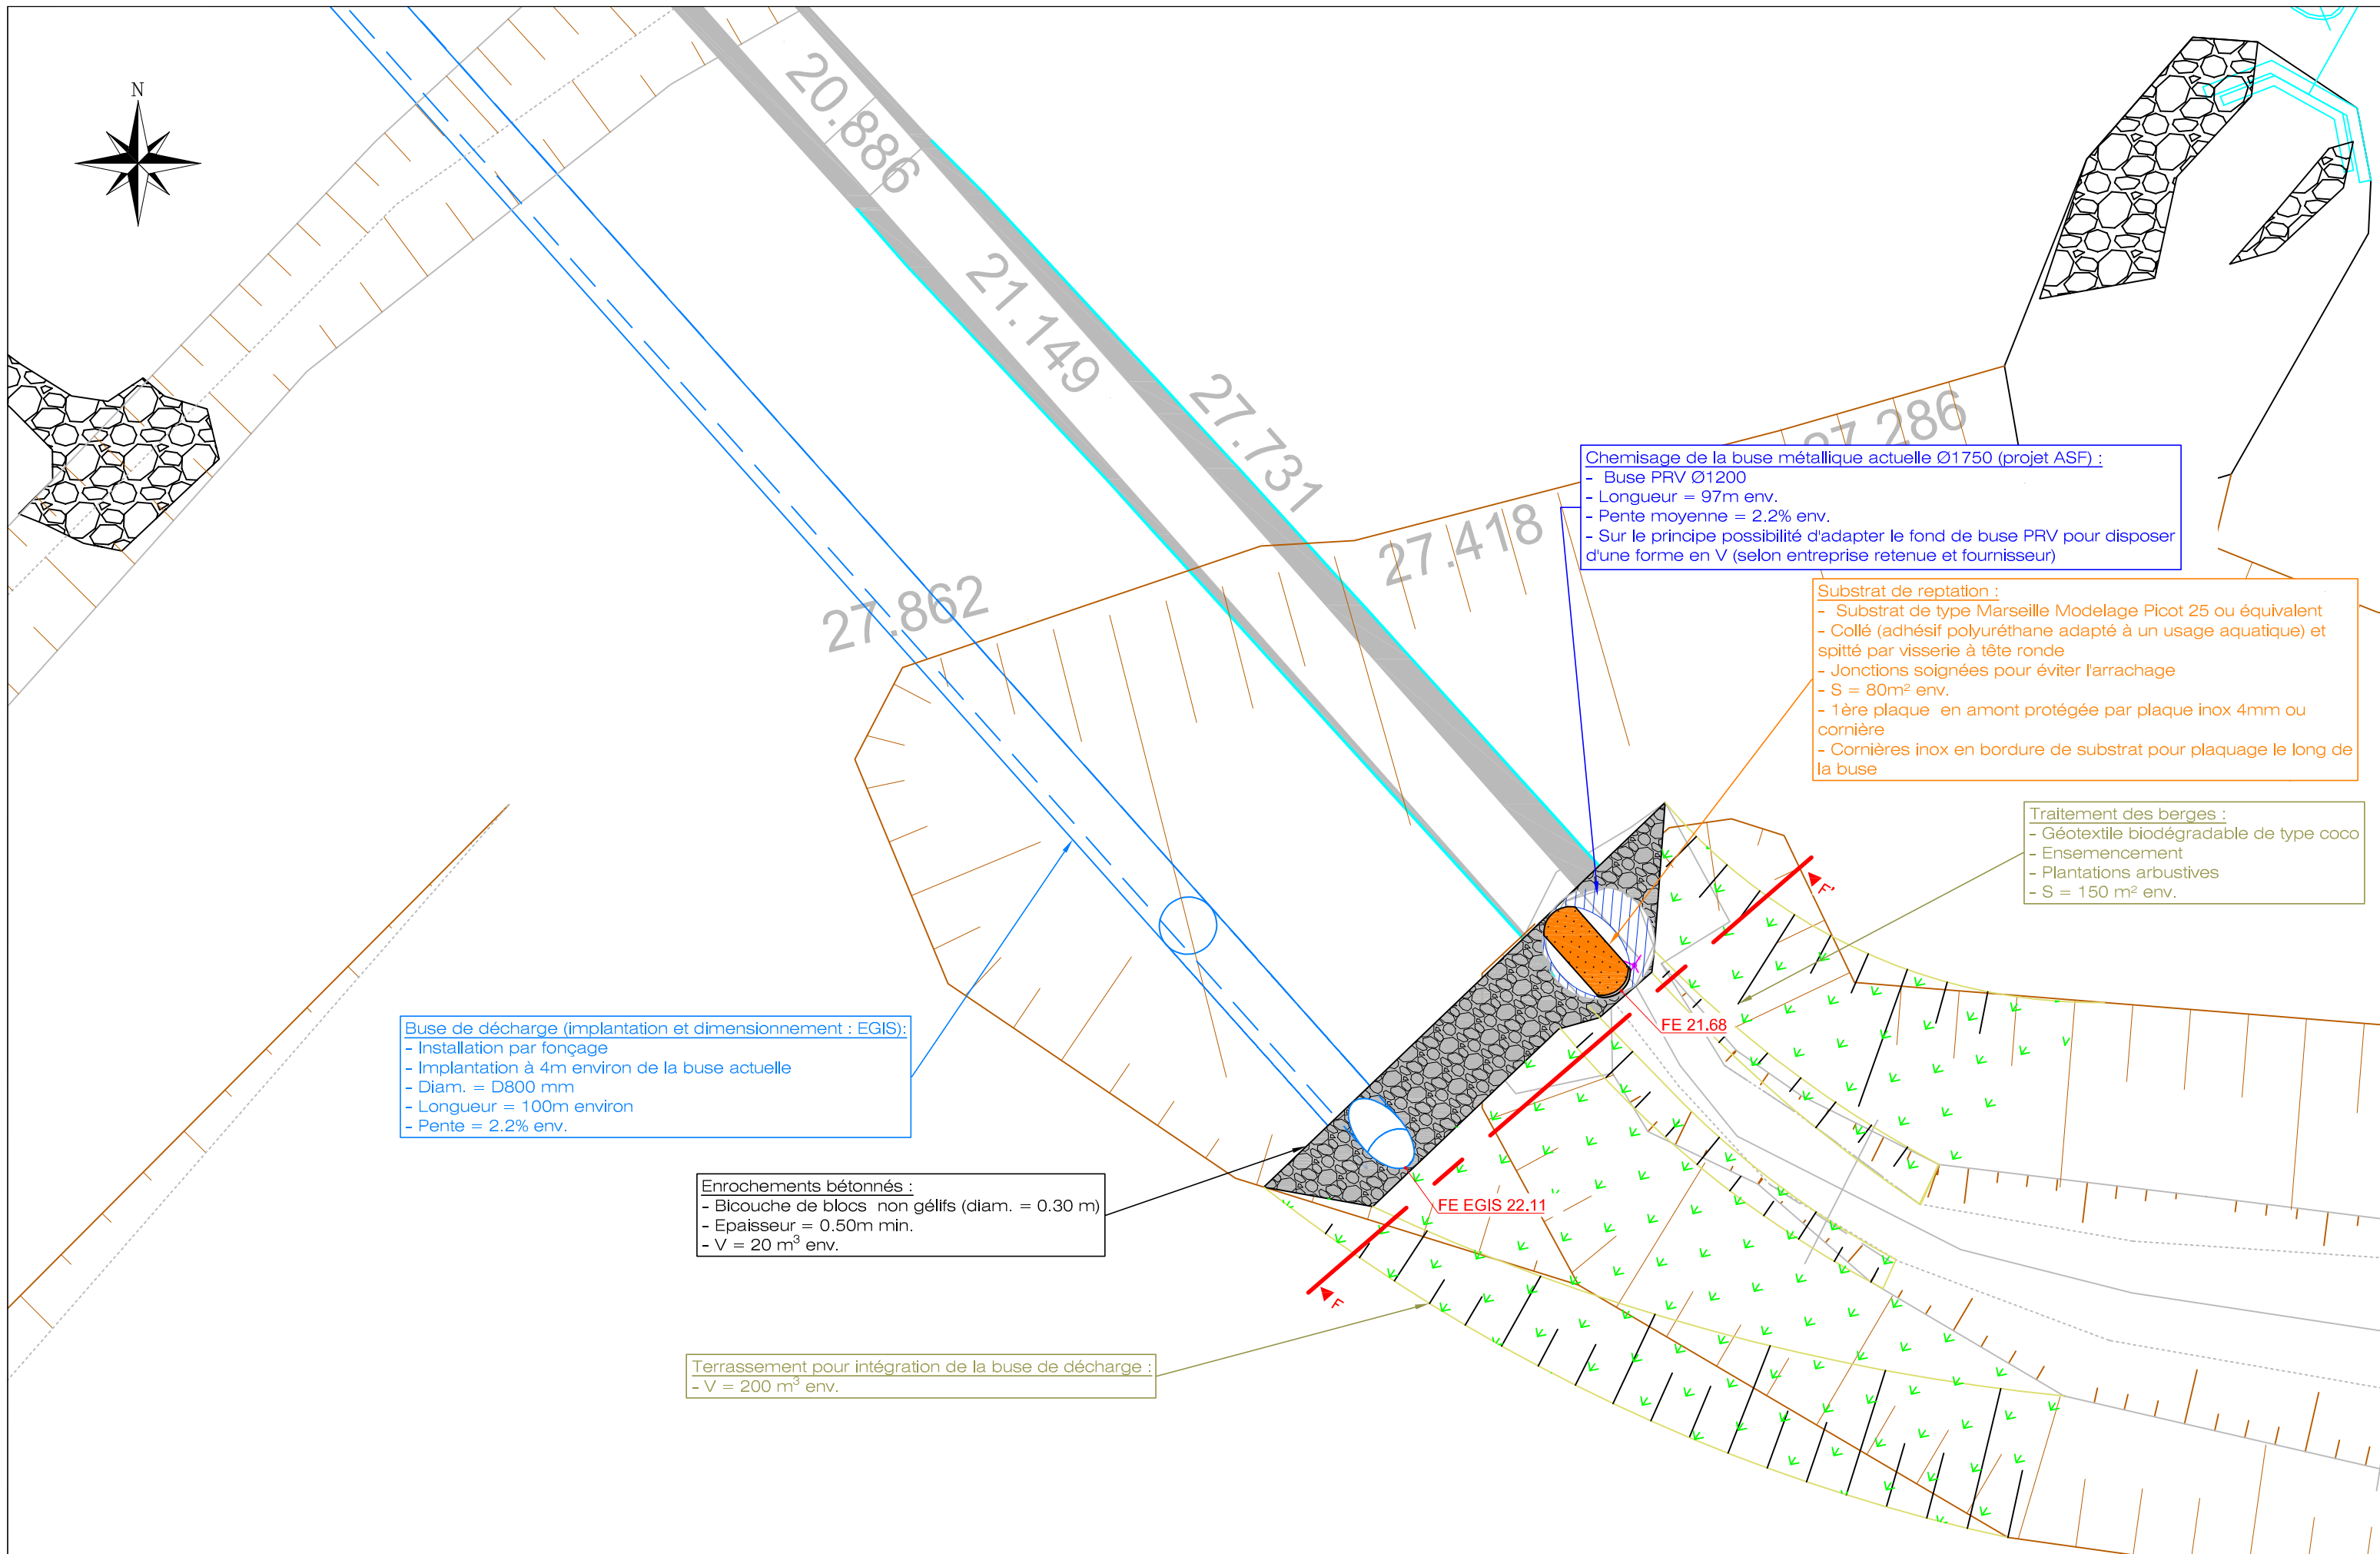 N
20.886
21.149
27.731
27.286
27.418
27.862
Chemisage de la buse métallique actuelle Ø1750 (projet ASF) :
- Buse PRV Ø1200
- Longueur = 97m env.
- Pente moyenne = 2.2% env.
- Sur le principe possibilité d'adapter le fond de buse PRV pour disposer
d'une forme en V (selon entreprise retenue et fournisseur)
Substrat de reptation :
- Substrat de type Marseille Modelage Picot 25 ou équivalent
- Collé (adhésif polyuréthane adapté à un usage aquatique) et
spitté par visserie à tête ronde
- Jonctions soignées pour éviter l'arrachage
- S = 80m² env.
- 1ère plaque en amont protégée par plaque inox 4mm ou
cornière
- Cornières inox en bordure de substrat pour plaquage le long de
la buse
Traitement des berges :
- Géotextile biodégradable de type coco
- Ensemencement
- Plantations arbustives
- S = 150 m² env.
F'
FE 21.68
Buse de décharge (implantation et dimensionnement : EGIS):
- Installation par fonçage
- Implantation à 4m environ de la buse actuelle
- Diam. = D800 mm
- Longueur = 100m environ
- Pente = 2.2% env.
Enrochements bétonnés :
- Bicouche de blocs non gélifs (diam. = 0.30 m)
- Epaisseur = 0.50m min.
- V = 20 m³ env.
FE EGIS 22.11
F
Terrassement pour intégration de la buse de décharge :
- V = 200 m³ env.